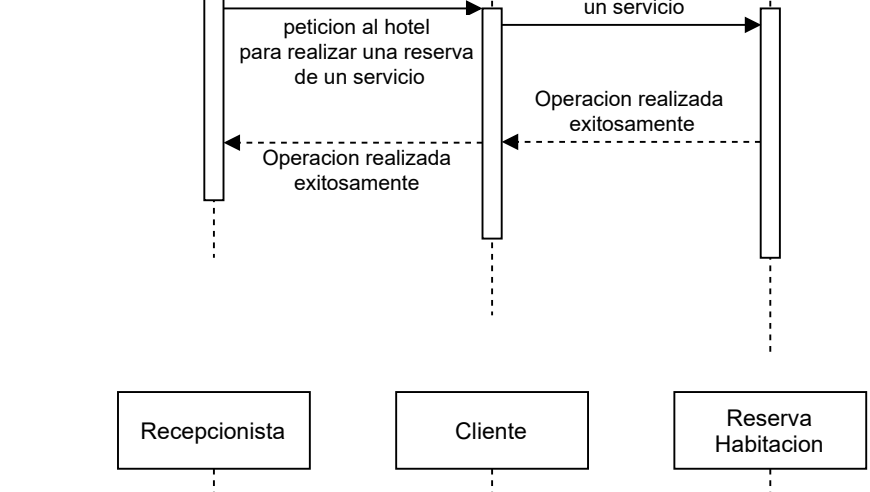 un servicio
peticion al hotel
para realizar una reserva
de un servicio
Operacion realizada
exitosamente
Operacion realizada
exitosamente
Recepcionista
Cliente
Reserva
Habitacion